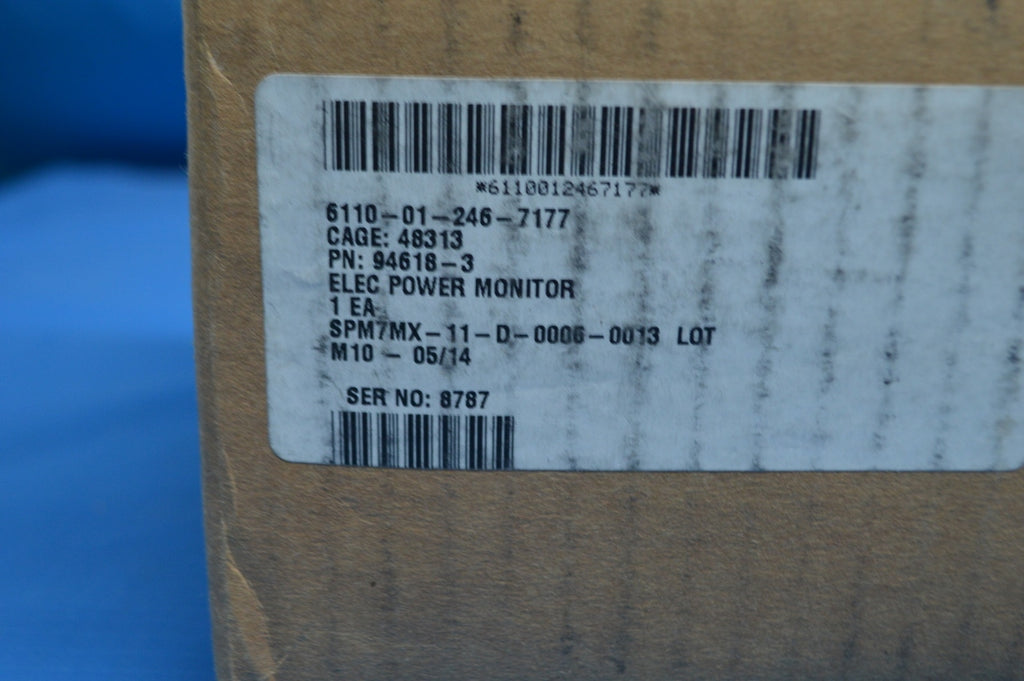 *6110012467177*
6110-01-246-7177
CAGE: 48313
PN: 94618-3
ELEC POWER MONITOR
1 EA
SPM7MX-11-D-0006-0013 LOT
M10 - 05/14
SER NO: 8787